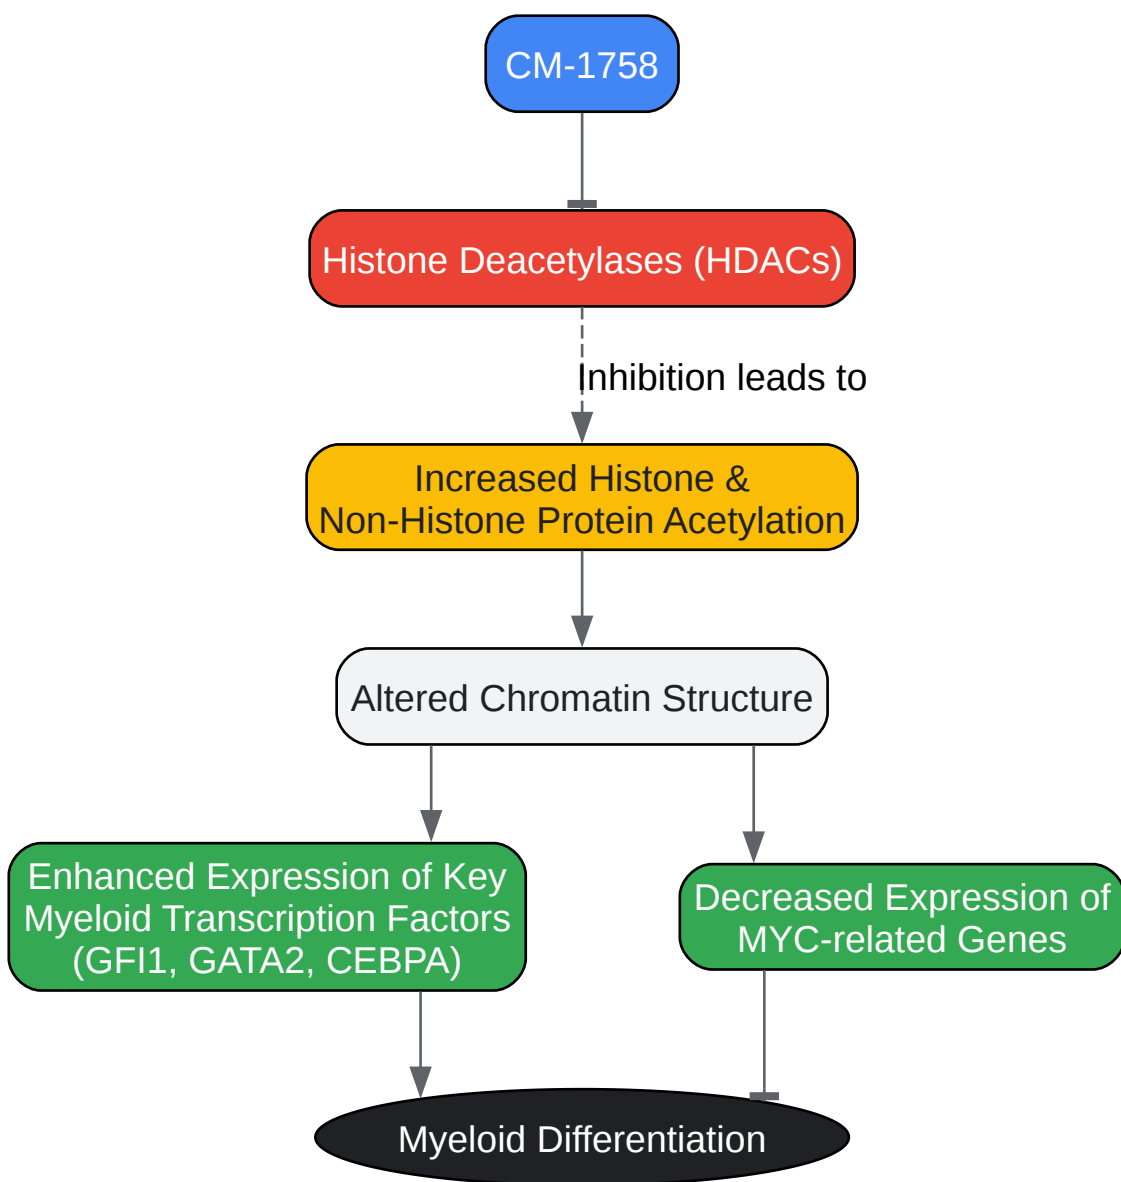 CM-1758
Histone Deacetylases (HDACs)
Inhibition leads to
Increased Histone &
Non-Histone Protein Acetylation
Altered Chromatin Structure
Enhanced Expression of Key
Myeloid Transcription Factors
(GFI1, GATA2, CEBPA)
Decreased Expression of
MYC-related Genes
Myeloid Differentiation